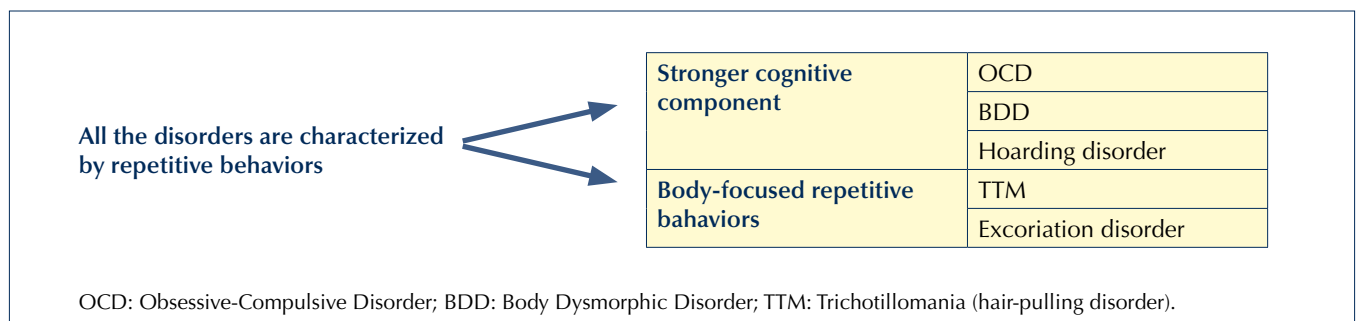 All the disorders are characterized
by repetitive behaviors
Stronger cognitive
component
OCD
BDD
Hoarding disorder
Body-focused repetitive
bahaviors
TTM
Excoriation disorder
OCD: Obsessive-Compulsive Disorder; BDD: Body Dysmorphic Disorder; TTM: Trichotillomania (hair-pulling disorder).